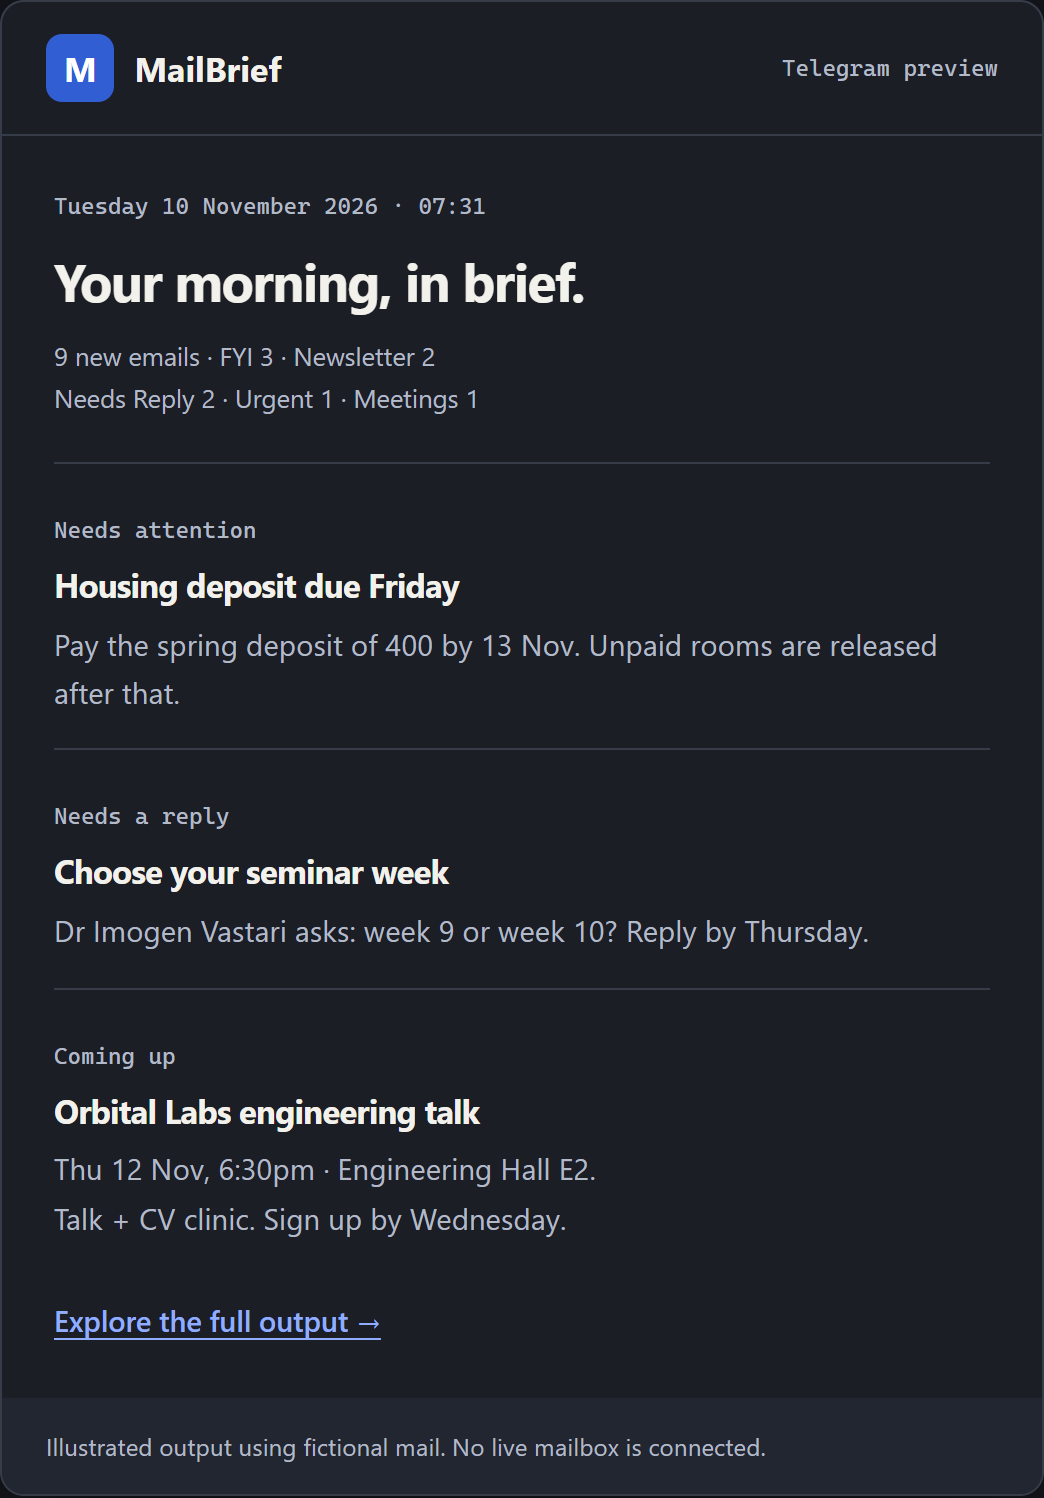 M MailBrief
Telegram preview
Tuesday 10 November 2026 · 07:31
Your morning, in brief.
9 new emails · FYI 3 · Newsletter 2
Needs Reply 2 · Urgent 1 · Meetings 1
Needs attention
Housing deposit due Friday
Pay the spring deposit of 400 by 13 Nov. Unpaid rooms are released
after that.
Needs a reply
Choose your seminar week
Dr Imogen Vastari asks: week 9 or week 10? Reply by Thursday.
Coming up
Orbital Labs engineering talk
Thu 12 Nov, 6:30pm · Engineering Hall E2.
Talk + CV clinic. Sign up by Wednesday.
Explore the full output →
Illustrated output using fictional mail. No live mailbox is connected.